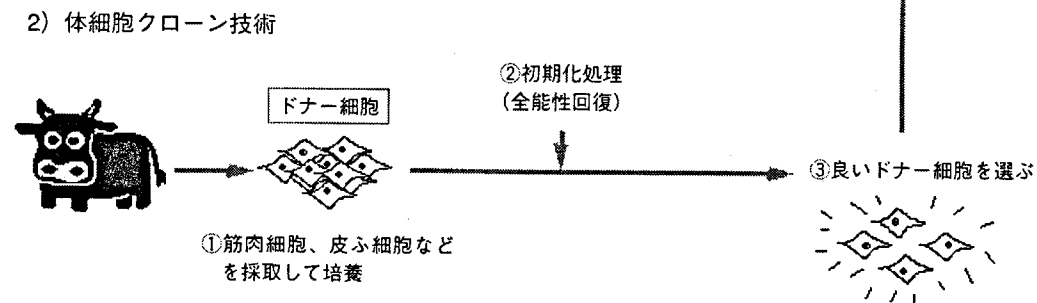 2）体細胞クローン技術
②初期化処理
（全能性回復）
ドナー細胞
③良いドナー細胞を選ぶ
①筋肉細胞、皮ふ細胞など
を採取して培養